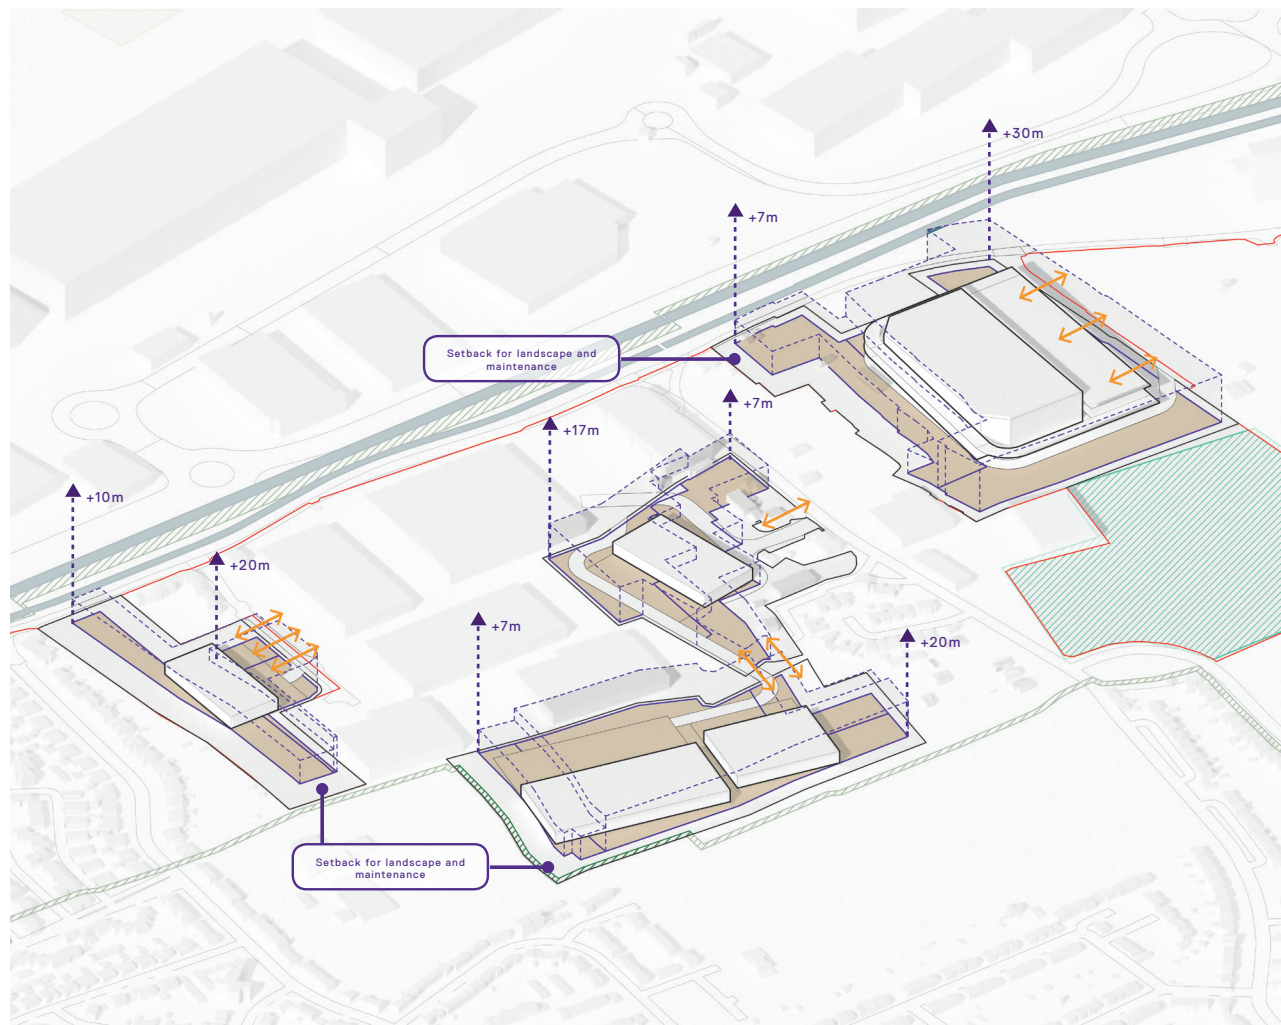 +30m
+7m
Setback for landscape and
maintenance
+7m
+17m
+10m
+20m
+7m
+20m
Setback for landscape and
maintenance